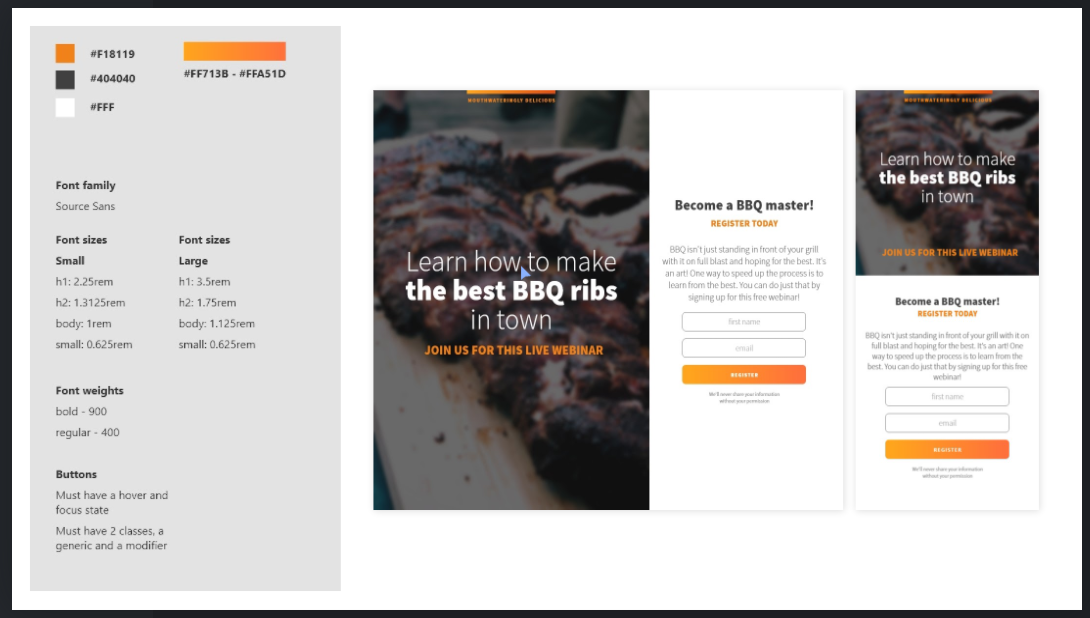 #F18119
#404040
#FFF
#FF713B - #FFA51D
Font family
Source Sans
Font sizes
Small
h1: 2.25rem
h2: 1.3125rem
body: 1rem
small: 0.625rem
Font sizes
Large
h1: 3.5rem
h2: 1.75rem
body: 1.125rem
small: 0.625rem
Font weights
bold - 900
regular - 400
Buttons
Must have a hover and
focus state
Must have 2 classes, a
generic and a modifier
MOUTHWATERINGLY DELICIOUS
Learn how to make
the best BBQ ribs
in town
JOIN US FOR THIS LIVE WEBINAR
Become a BBQ master!
REGISTER TODAY
BBQ isn't just standing in front of your grill
with it on full blast and hoping for the best. It's
an art! One way to speed up the process is to
learn from the best. You can do just that by
signing up for this free webinar!
first name
email
REGISTER
We'll never share your information
without your permission
MOUTHWATERINGLY DELICIOUS
Learn how to make
the best BBQ ribs
in town
JOIN US FOR THIS LIVE WEBINAR
Become a BBQ master!
REGISTER TODAY
BBQ isn't just standing in front of your grill with it on
full blast and hoping for the best. It's an art! One
way to speed up the process is to learn from the
best. You can do just that by signing up for this free
webinar!
first name
email
REGISTER
We'll never share your information
without your permission